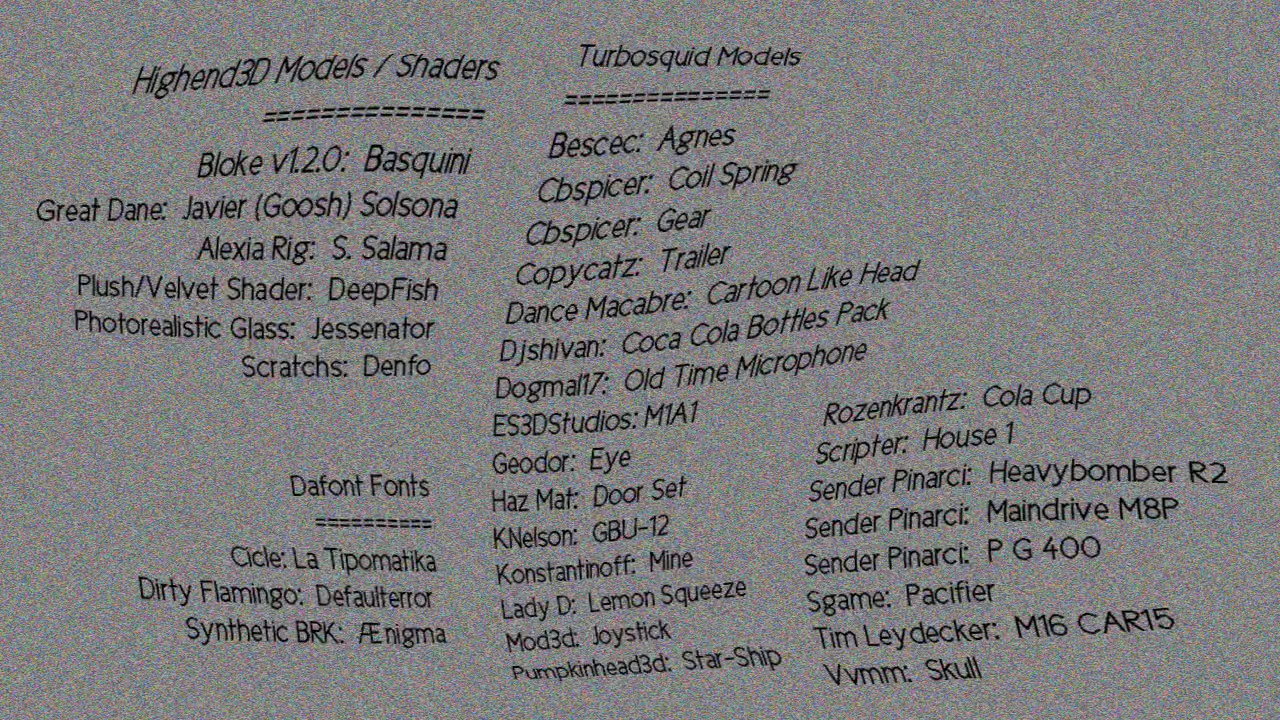 Highend3D Models / Shaders
===============
Bloke v1.2.0: Basquini
Great Dane: Javier (Goosh) Solsona
Alexia Rig: S. Salama
Plush/Velvet Shader: DeepFish
Photorealistic Glass: Jessenator
Scratchs: Denfo
Dafont Fonts
==========
Cicle: La Tipomatika
Dirty Flamingo: Defaulterror
Synthetic BRK: Ænigma
Turbosquid Models
===============
Bescec: Agnes
Cbspicer: Coil Spring
Cbspicer: Gear
Copycatz: Trailer
Dance Macabre: Cartoon Like Head
Djshivan: Coca Cola Bottles Pack
Dogmal17: Old Time Microphone
ES3DStudios: M1A1
Geodor: Eye
Haz Mat: Door Set
KNelson: GBU-12
Konstantinoff: Mine
Lady D: Lemon Squeeze
Mod3d: Joystick
Pumpkinhead3d: Star-Ship
Rozenkrantz: Cola Cup
Scripter: House 1
Sender Pinarci: Heavybomber R2
Sender Pinarci: Maindrive M8P
Sender Pinarci: P G 400
Sgame: Pacifier
Tim Leydecker: M16 CAR15
Vvmm: Skull